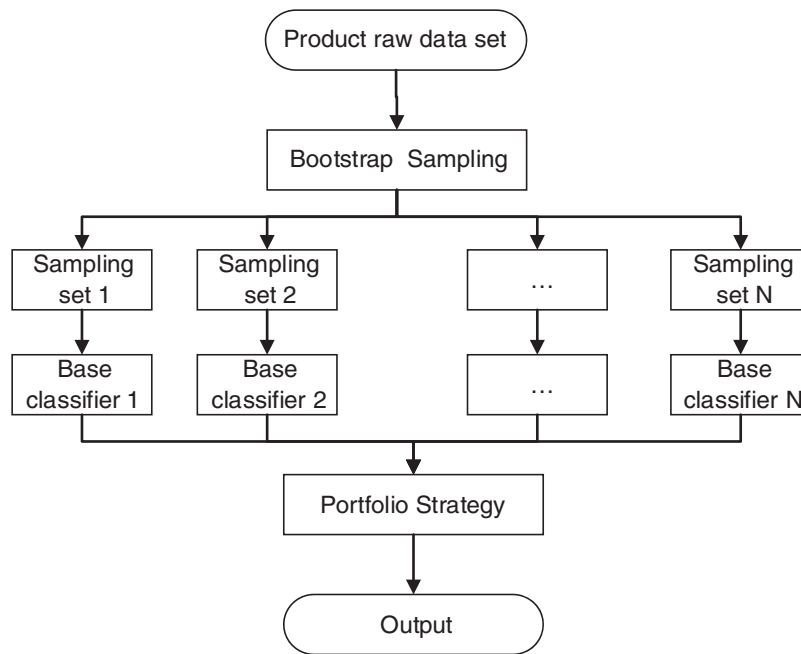 Product raw data set
Bootstrap Sampling
Sampling
set 1
Sampling
set 2
...
Sampling
set N
Base
classifier 1
Base
classifier 2
...
Base
classifier N
Portfolio Strategy
Output